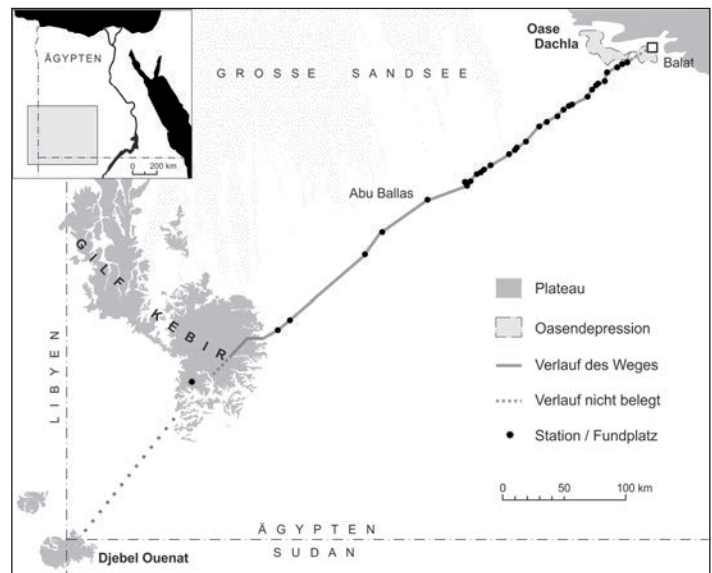 ÄGYPTEN
0 200 km
GROSSE SANDSEE
Oase
Dachla
Balat
Abu Ballas
GILF KEBIR
LIBYEN
Plateau
Oasendepression
Verlauf des Weges
Verlauf nicht belegt
Station / Fundplatz
0 50 100 km
ÄGYPTEN
SUDAN
Djebel Ouenat